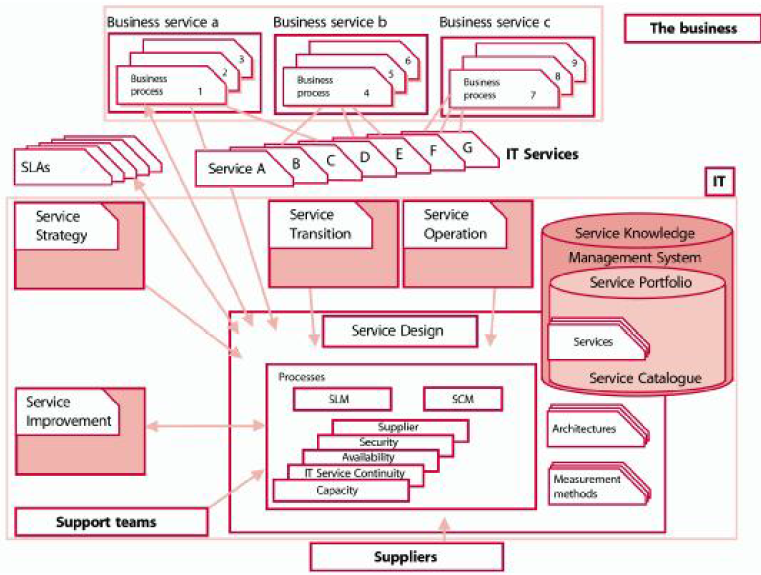 Business service a
Business service b
Business service c
The business
3
2
Business
process 1
6
5
Business
process 4
9
8
Business
process 7
SLAs
Service A
B
C
D
E
F
G
IT Services
IT
Service
Strategy
Service
Transition
Service
Operation
Service Knowledge
Management System
Service Portfolio
Services
Service Catalogue
Service Design
Processes
SLM
SCM
Supplier
Security
Availability
IT Service Continuity
Capacity
Service
Improvement
Architectures
Measurement
methods
Support teams
Suppliers